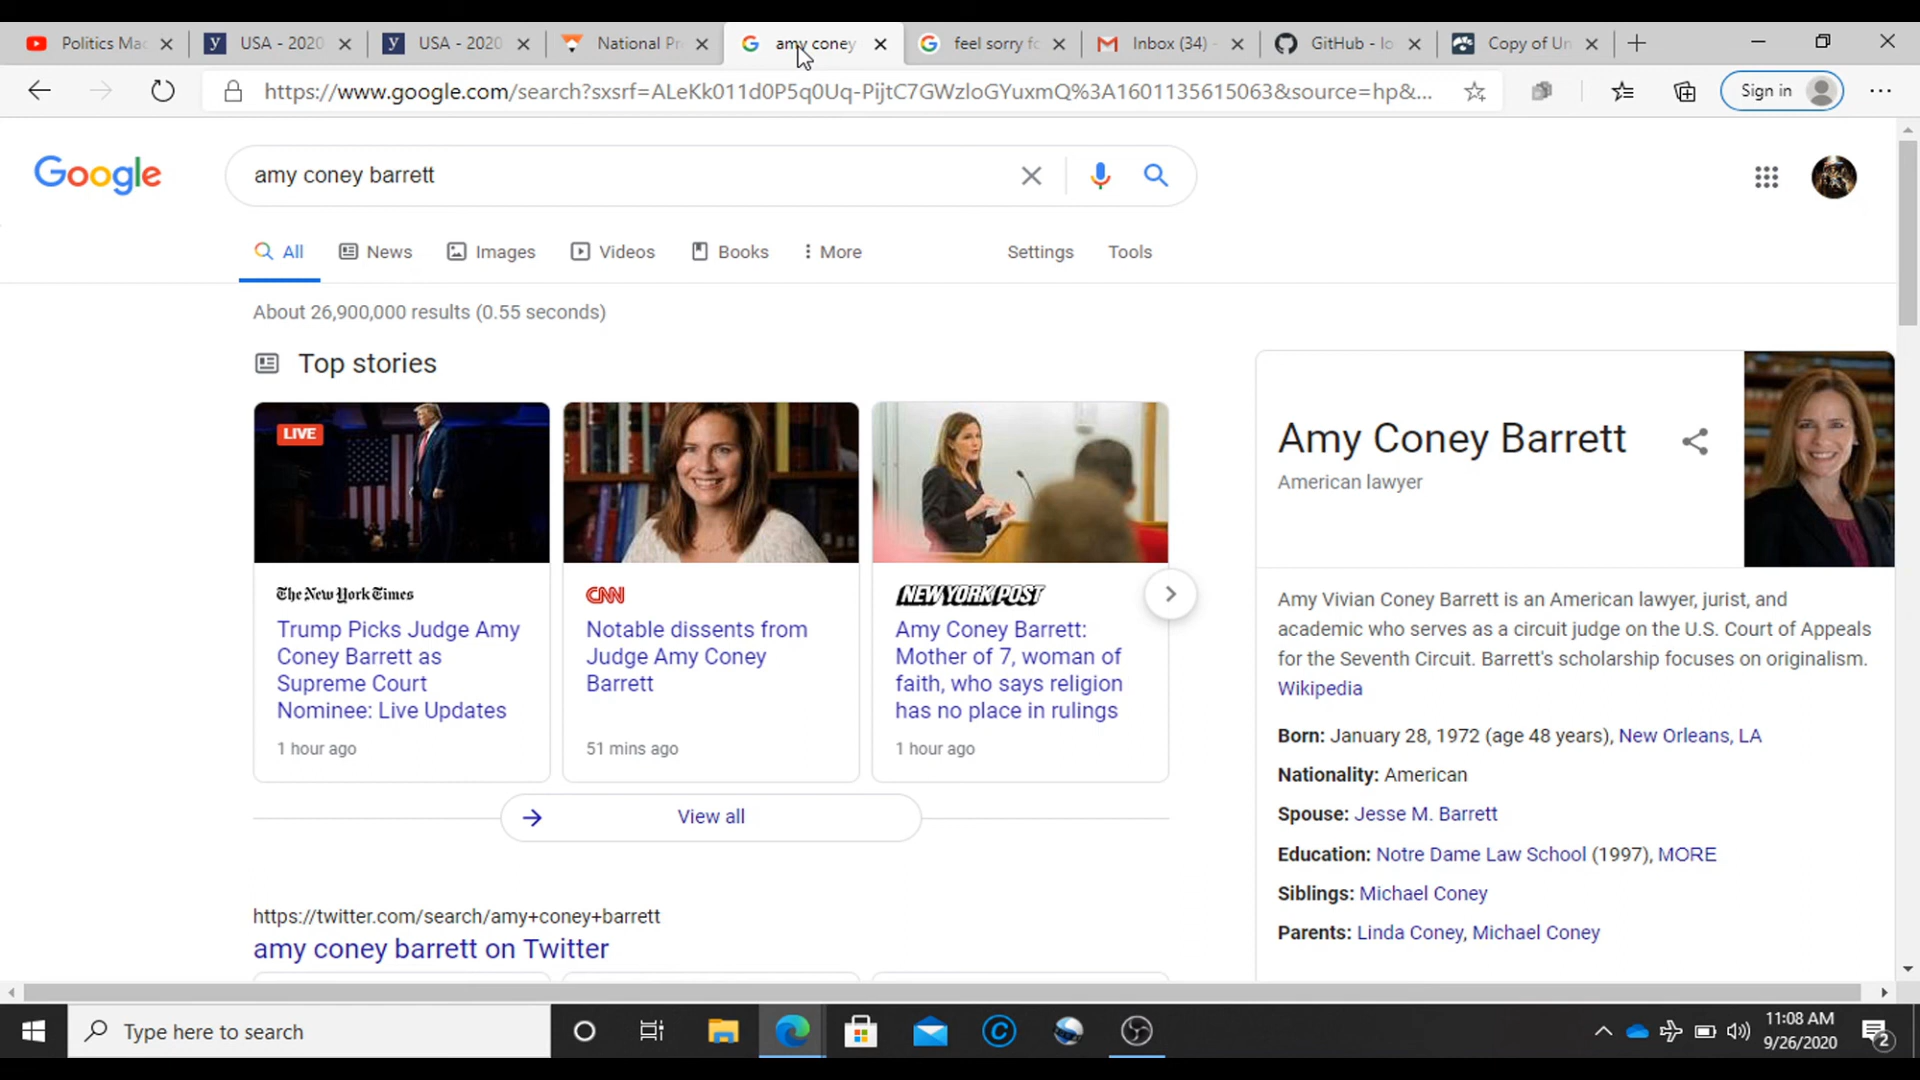 Politics Mac
USA - 2020
USA - 2020
National Pr
amy coney
feel sorry fo
Inbox (34) -
GitHub - lo
Copy of Un
https://www.google.com/search?sxsrf=ALeKk011d0P5q0Uq-PijtC7GWzloGYuxmQ%3A1601135615063&source=hp&...
Sign in
Google
amy coney barrett
All
News
Images
Videos
Books
More
Settings
Tools
About 26,900,000 results (0.55 seconds)
Top stories
LIVE
The New York Times
Trump Picks Judge Amy
Coney Barrett as
Supreme Court
Nominee: Live Updates
1 hour ago
CNN
Notable dissents from
Judge Amy Coney
Barrett
51 mins ago
NEW YORK POST
Amy Coney Barrett:
Mother of 7, woman of
faith, who says religion
has no place in rulings
1 hour ago
View all
https://twitter.com/search/amy+coney+barrett
amy coney barrett on Twitter
Amy Coney Barrett
American lawyer
Amy Vivian Coney Barrett is an American lawyer, jurist, and
academic who serves as a circuit judge on the U.S. Court of Appeals
for the Seventh Circuit. Barrett's scholarship focuses on originalism.
Wikipedia
Born: January 28, 1972 (age 48 years), New Orleans, LA
Nationality: American
Spouse: Jesse M. Barrett
Education: Notre Dame Law School (1997), MORE
Siblings: Michael Coney
Parents: Linda Coney, Michael Coney
Type here to search
11:08 AM
9/26/2020
2